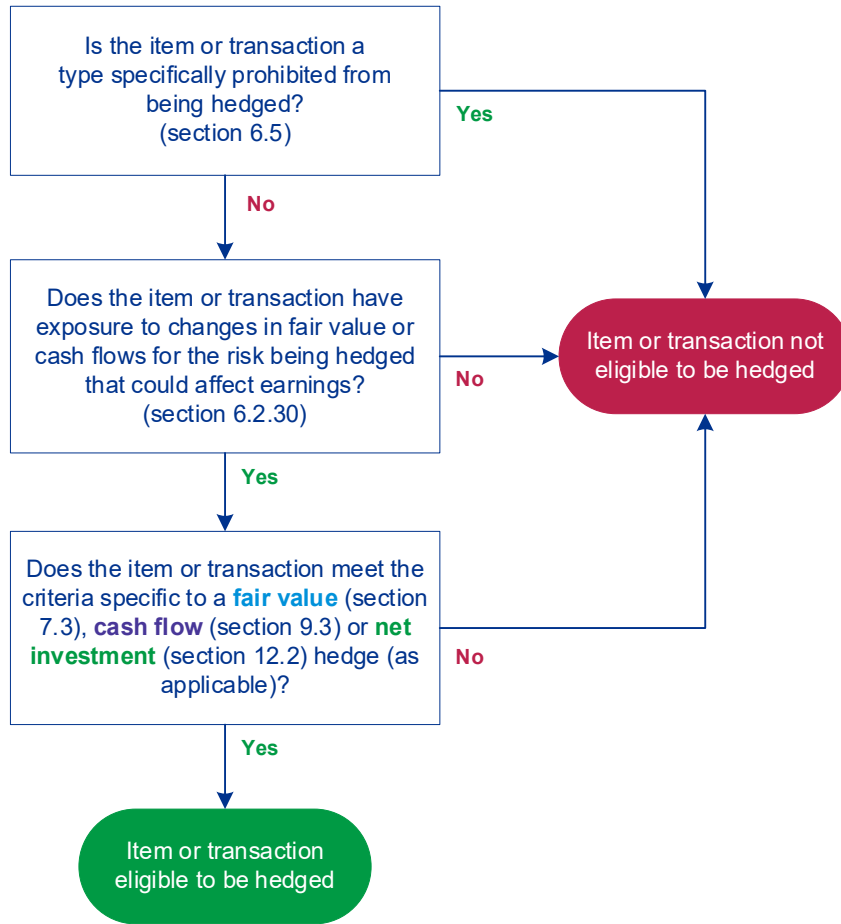 Is the item or transaction a
type specifically prohibited from
being hedged?
(section 6.5)
Yes
No
Does the item or transaction have
exposure to changes in fair value or
cash flows for the risk being hedged
that could affect earnings?
(section 6.2.30)
No
Item or transaction not
eligible to be hedged
Yes
Does the item or transaction meet the
criteria specific to a fair value (section
7.3), cash flow (section 9.3) or net
investment (section 12.2) hedge (as
applicable)?
No
Yes
Item or transaction
eligible to be hedged